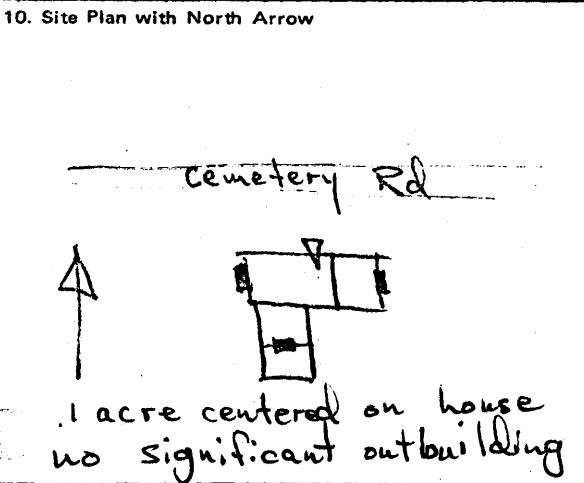 10. Site Plan with North Arrow
Cemetery Rd
.1 acre centered on house
no significant outbuilding